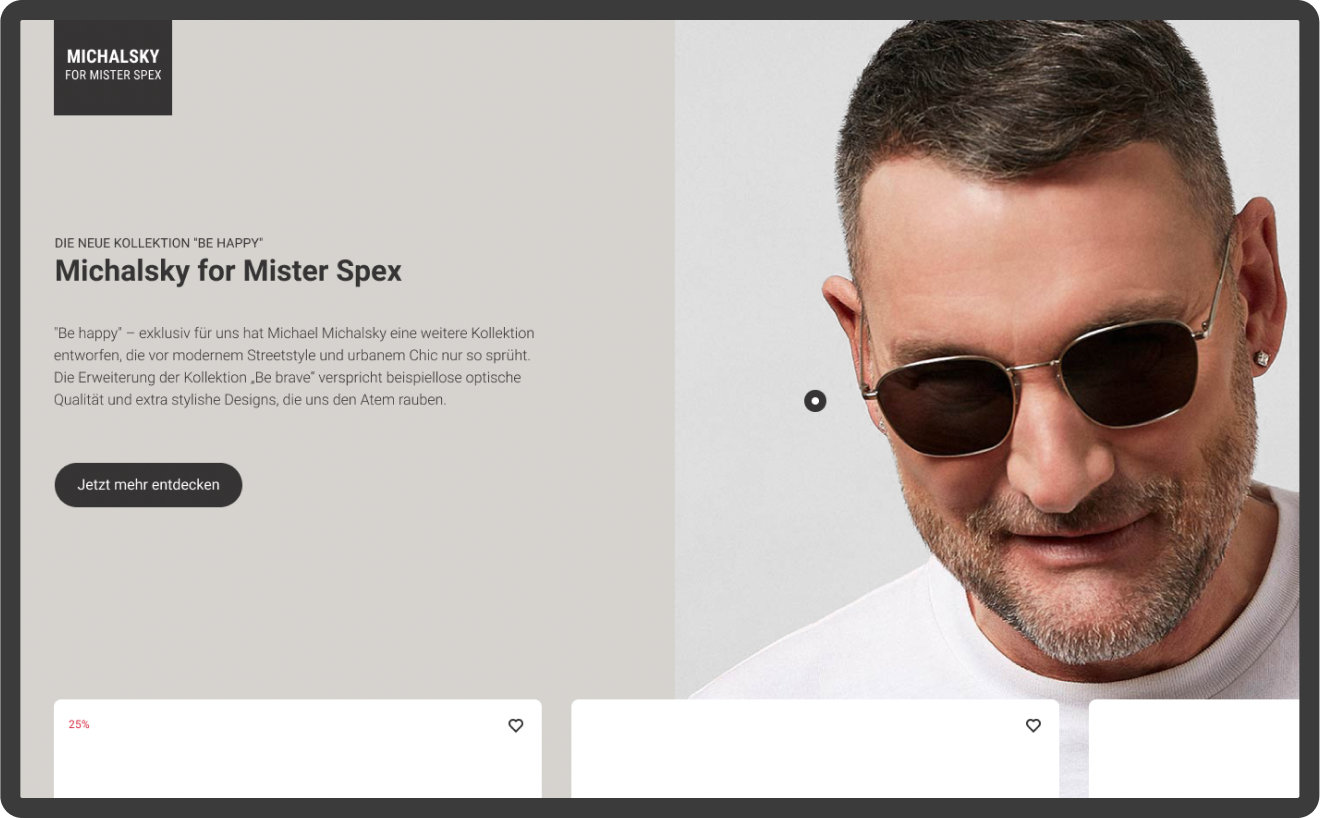 MICHALSKY
FOR MISTER SPEX
DIE NEUE KOLLEKTION "BE HAPPY"
Michalsky for Mister Spex
"Be happy" – exklusiv für uns hat Michael Michalsky eine weitere Kollektion
entworfen, die vor modernem Streetstyle und urbanem Chic nur so sprüht.
Die Erweiterung der Kollektion „Be brave“ verspricht beispiellose optische
Qualität und extra stylishe Designs, die uns den Atem rauben.
Jetzt mehr entdecken
25%